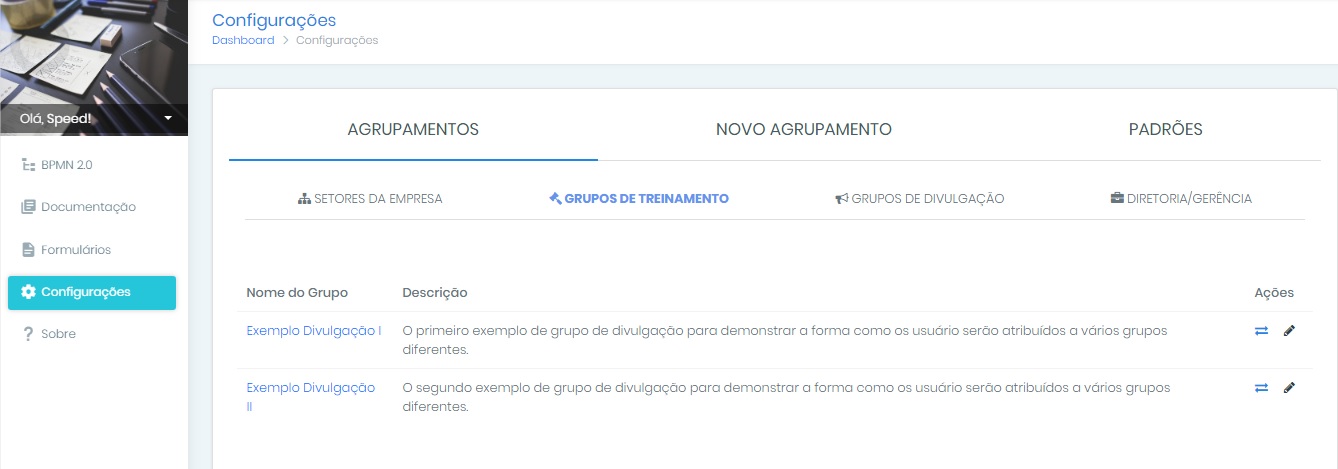 Configurações
Dashboard > Configurações
Olá, Speed!
BPMN 2.0
Documentação
Formulários
Configurações
Sobre
AGRUPAMENTOS NOVO AGRUPAMENTO PADRÕES
SETORES DA EMPRESA GRUPOS DE TREINAMENTO GRUPOS DE DIVULGAÇÃO DIRETORIA/GERÊNCIA
Nome do Grupo Descrição Ações
Exemplo Divulgação I O primeiro exemplo de grupo de divulgação para demonstrar a forma como os usuário serão atribuídos a vários grupos
diferentes.
Exemplo Divulgação O segundo exemplo de grupo de divulgação para demonstrar a forma como os usuário serão atribuídos a vários grupos
II diferentes.